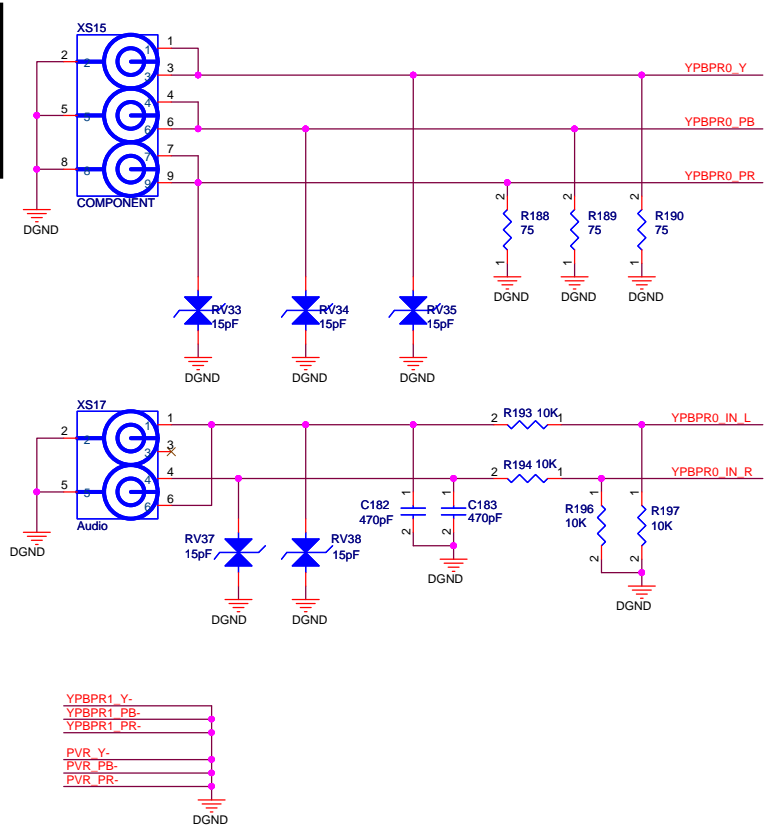 XS15
1
2
2
3
3
YPBPR0_Y
4
4
5
5
6
6
YPBPR0_PB
7
7
8
8
9
9
YPBPR0_PR
COMPONENT
DGND
2
R188
75
1
DGND
2
R189
75
1
DGND
2
R190
75
1
DGND
RV33
15pF
DGND
RV34
15pF
DGND
RV35
15pF
DGND
XS17
1
1
2
2
3
3
4
4
5
5
6
6
Audio
DGND
2
R193 10K
1
YPBPR0_IN_L
2
R194 10K
1
YPBPR0_IN_R
RV37
15pF
DGND
RV38
15pF
DGND
1
C182
470pF
2
1
C183
470pF
2
DGND
1
R196
10K
2
1
R197
10K
2
DGND
YPBPR1_Y-
YPBPR1_PB-
YPBPR1_PR-
PVR_Y-
PVR_PB-
PVR_PR-
DGND